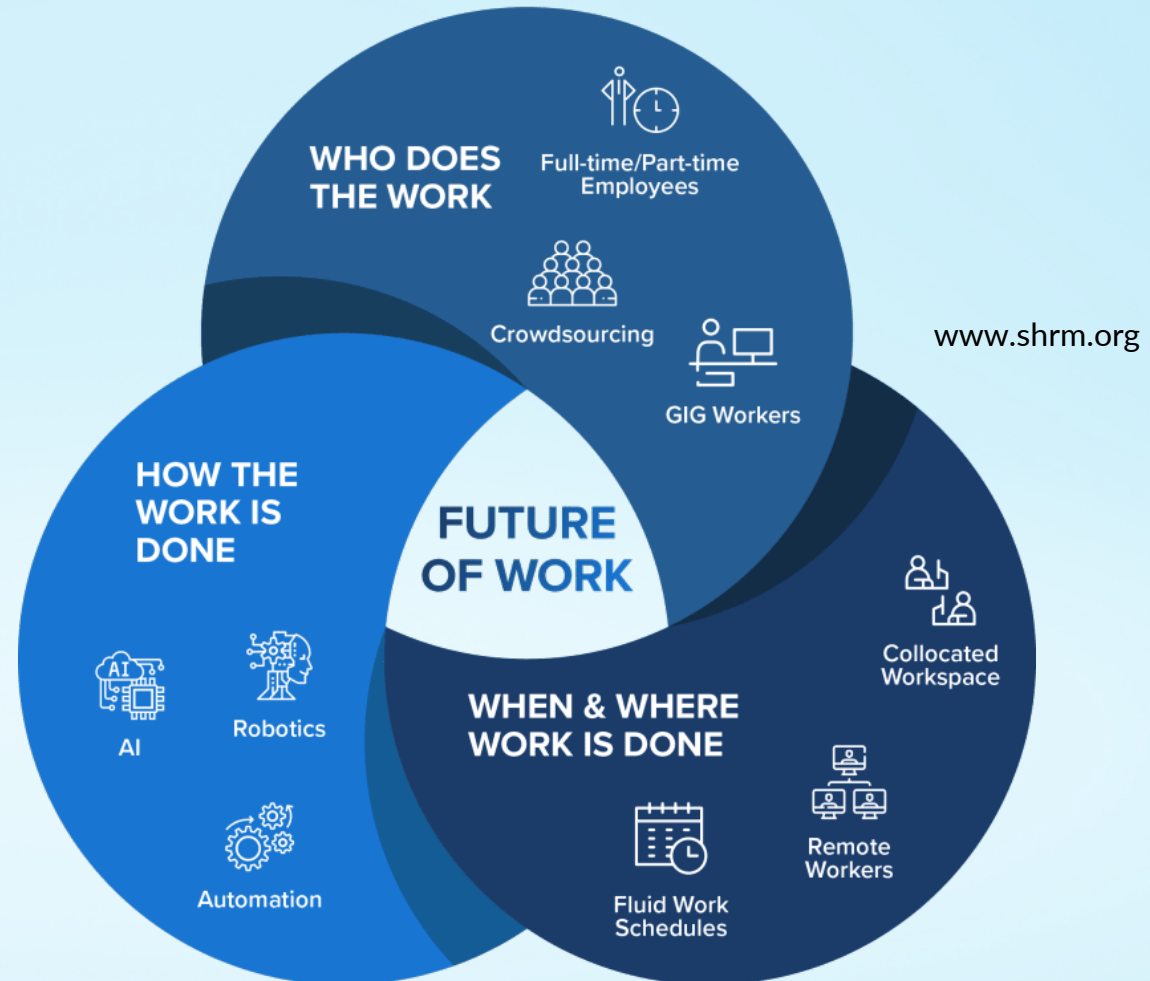 WHO DOES
THE WORK
Full-time/Part-time
Employees
Crowdsourcing
GIG Workers
www.shrm.org
HOW THE
WORK IS
DONE
AI
AI
Robotics
Automation
FUTURE
OF WORK
WHEN & WHERE
WORK IS DONE
Collocated
Workspace
Remote
Workers
Fluid Work
Schedules